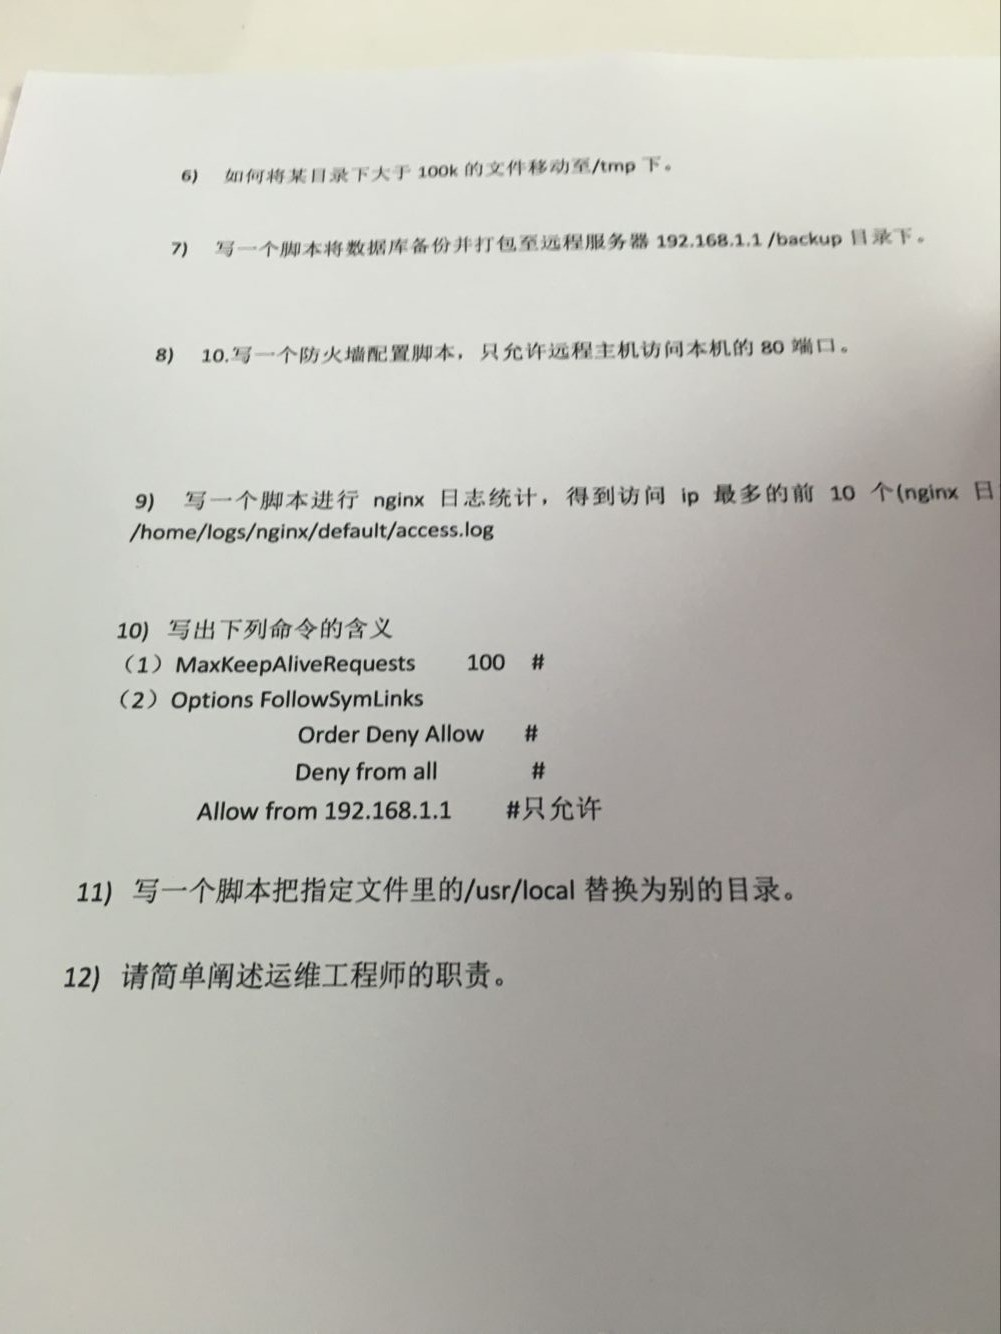 6) 如何将某目录下大于 100k 的文件移动至/tmp 下。
7) 写一个脚本将数据库备份并打包至远程服务器 192.168.1.1 /backup 目录下。
8) 10.写一个防火墙配置脚本，只允许远程主机访问本机的 80 端口。
9) 写一个脚本进行 nginx 日志统计，得到访问 ip 最多的前 10 个(nginx 日
/home/logs/nginx/default/access.log
10) 写出下列命令的含义
（1）MaxKeepAliveRequests 100 #
（2）Options FollowSymLinks
Order Deny Allow #
Deny from all #
Allow from 192.168.1.1 #只允许
11) 写一个脚本把指定文件里的/usr/local 替换为别的目录。
12) 请简单阐述运维工程师的职责。